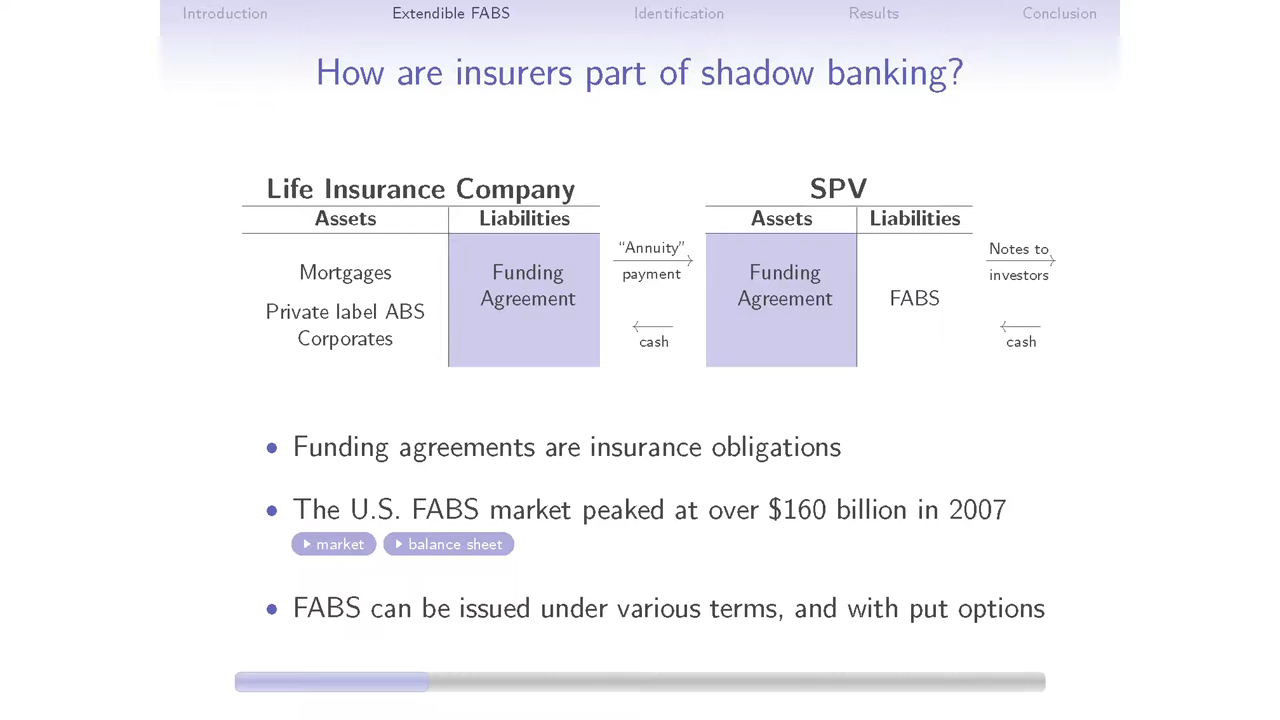 Introduction Extendible FABS Identification Results Conclusion
How are insurers part of shadow banking?
Life Insurance Company SPV
Assets Liabilities Assets Liabilities
“Annuity” Notes to
Mortgages Funding payment Funding investors
Agreement Agreement FABS
Private label ABS
Corporates cash cash
Funding agreements are insurance obligations
The U.S. FABS market peaked at over $160 billion in 2007
market balance sheet
FABS can be issued under various terms, and with put options